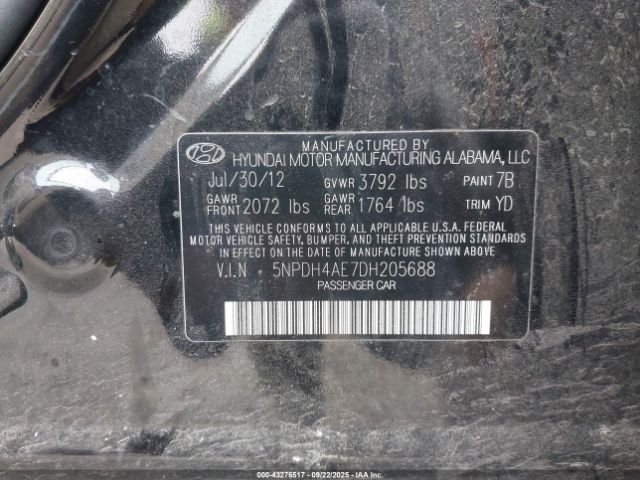 MANUFACTURED BY
HYUNDAI MOTOR MANUFACTURING ALABAMA, LLC
Jul/30/12 GVWR 3792 lbs PAINT 7B
GAWR FRONT 2072 lbs GAWR REAR 1764 lbs TRIM YD
THIS VEHICLE CONFORMS TO ALL APPLICABLE U.S.A. FEDERAL
MOTOR VEHICLE SAFETY, BUMPER, AND THEFT PREVENTION STANDARDS
IN EFFECT ON THE DATE OF MANUFACTURE SHOWN ABOVE.
V.I.N : 5NPDH4AE7DH205688
PASSENGER CAR
000-43276517 - 09/22/2025 - IAAI.COM